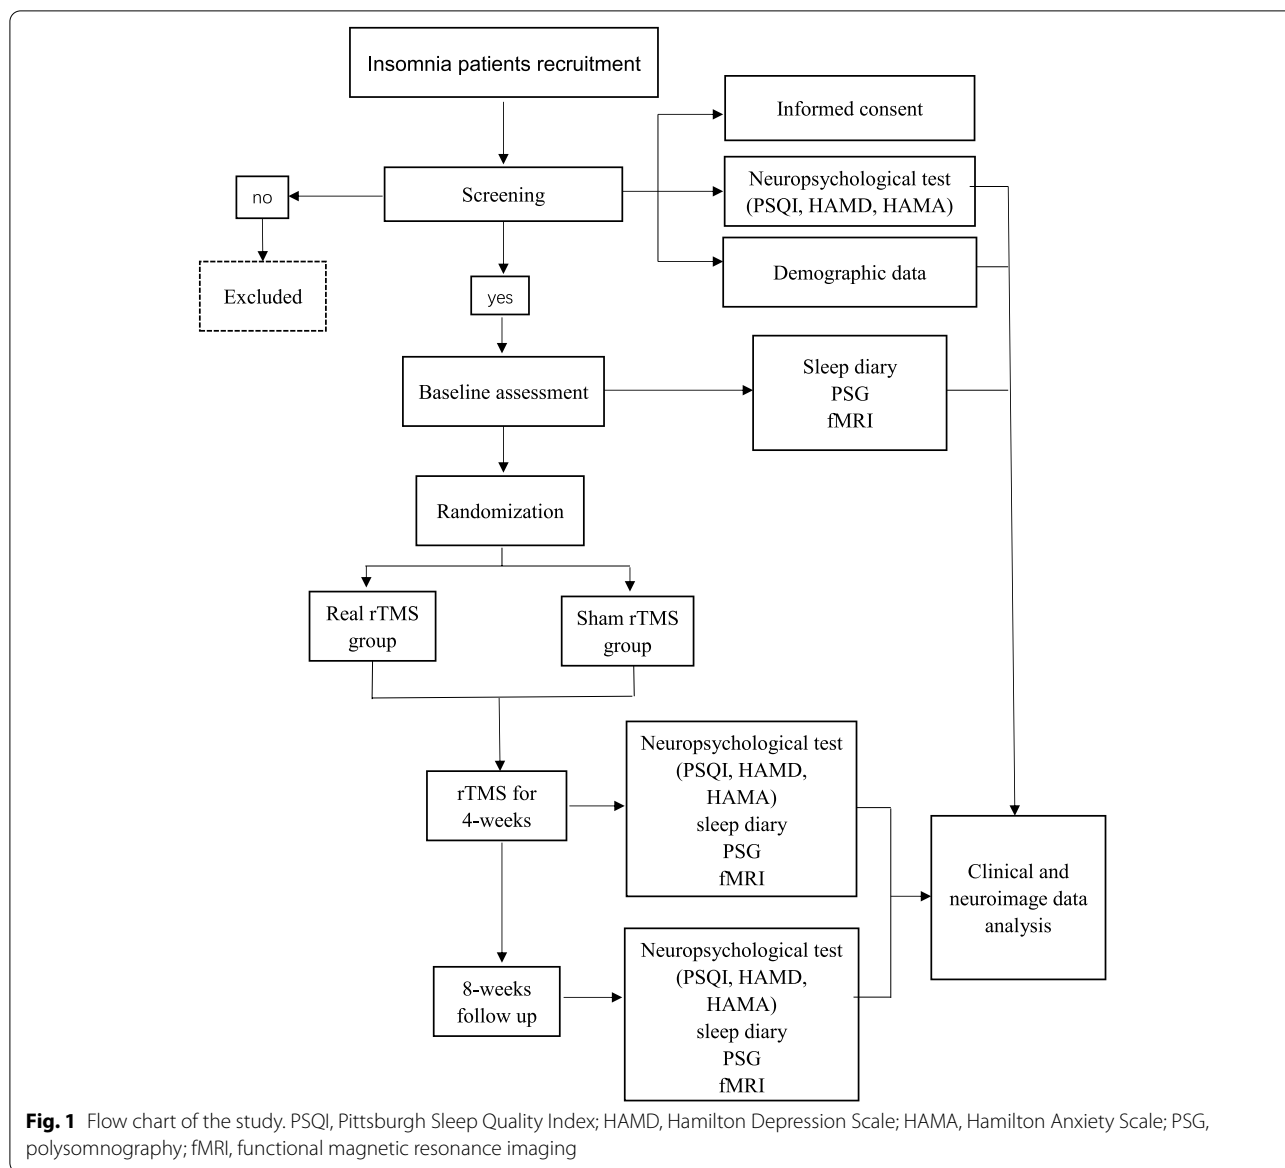 Insomnia patients recruitment
Informed consent
Screening
no
Neuropsychological test
(PSQI, HAMD, HAMA)
Demographic data
Excluded
yes
Baseline assessment
Sleep diary
PSG
fMRI
Randomization
Real rTMS
group
Sham rTMS
group
rTMS for
4-weeks
Neuropsychological test
(PSQI, HAMD,
HAMA)
sleep diary
PSG
fMRI
Clinical and
neuroimage data
analysis
8-weeks
follow up
Neuropsychological test
(PSQI, HAMD,
HAMA)
sleep diary
PSG
fMRI
Fig. 1 Flow chart of the study. PSQI, Pittsburgh Sleep Quality Index; HAMD, Hamilton Depression Scale; HAMA, Hamilton Anxiety Scale; PSG,
polysomnography; fMRI, functional magnetic resonance imaging